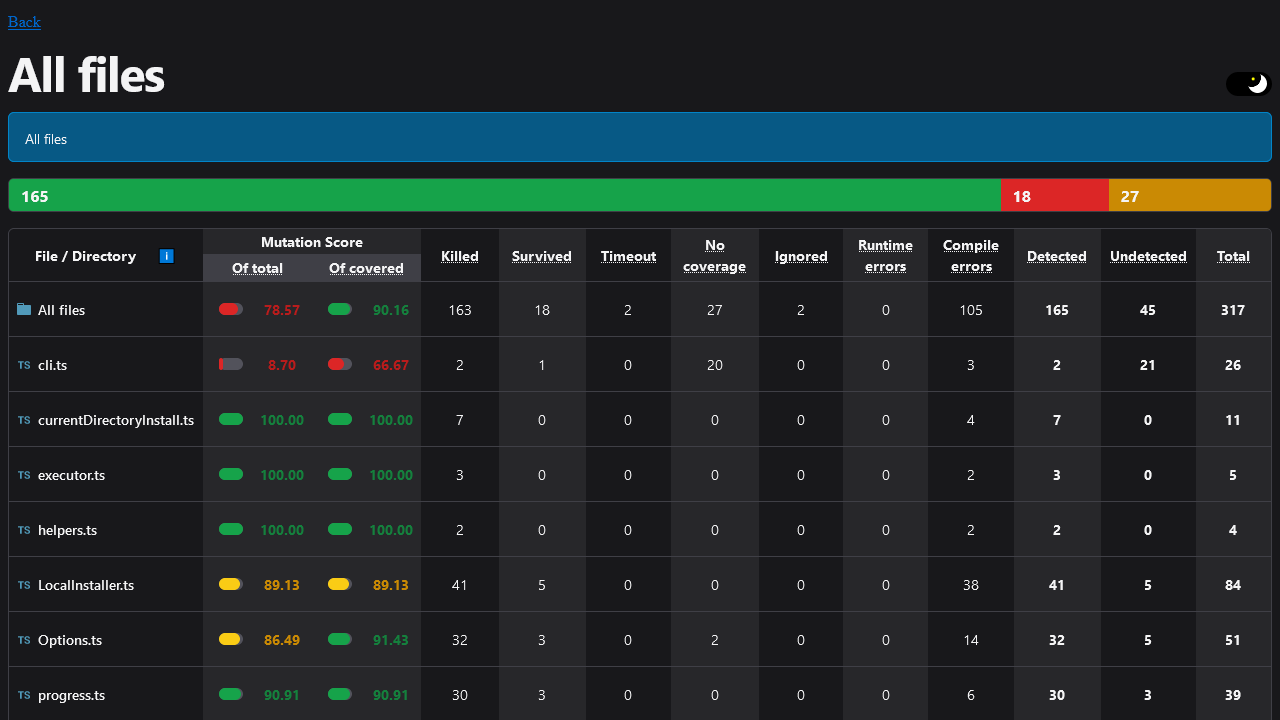 Back
All files
All files
165 18 27
File / Directory ℹ Mutation Score Killed Survived Timeout No coverage Ignored Runtime errors Compile errors Detected Undetected Total
Of total Of covered
All files 78.57 90.16 163 18 2 27 2 0 105 165 45 317
TS cli.ts 8.70 66.67 2 1 0 20 0 0 3 2 21 26
TS currentDirectoryInstall.ts 100.00 100.00 7 0 0 0 0 0 4 7 0 11
TS executor.ts 100.00 100.00 3 0 0 0 0 0 2 3 0 5
TS helpers.ts 100.00 100.00 2 0 0 0 0 0 2 2 0 4
TS LocalInstaller.ts 89.13 89.13 41 5 0 0 0 0 38 41 5 84
TS Options.ts 86.49 91.43 32 3 0 2 0 0 14 32 5 51
TS progress.ts 90.91 90.91 30 3 0 0 0 0 6 30 3 39